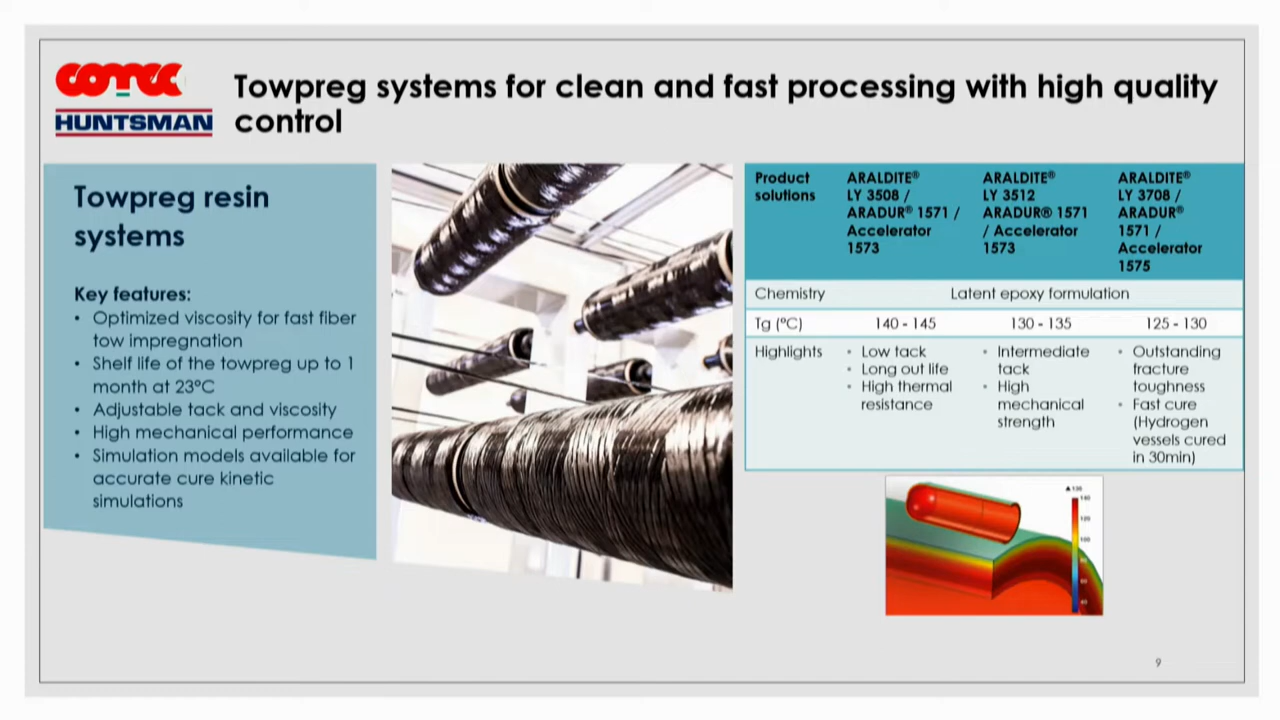 COTEC
HUNTSMAN
Towpreg systems for clean and fast processing with high quality
control
Towpreg resin
systems
Key features:
• Optimized viscosity for fast fiber
tow impregnation
• Shelf life of the towpreg up to 1
month at 23°C
• Adjustable tack and viscosity
• High mechanical performance
• Simulation models available for
accurate cure kinetic
simulations
Product
solutions
ARALDITE®
LY 3508 /
ARADUR® 1571 /
Accelerator
1573
ARALDITE®
LY 3512
ARADUR® 1571
/ Accelerator
1573
ARALDITE®
LY 3708 /
ARADUR®
1571 /
Accelerator
1575
Chemistry
Latent epoxy formulation
Tg (°C)
140 - 145
130 - 135
125 - 130
Highlights
• Low tack
• Long out life
• High thermal
resistance
• Intermediate
tack
• High
mechanical
strength
• Outstanding
fracture
toughness
• Fast cure
(Hydrogen
vessels cured
in 30min)
140
120
100
9